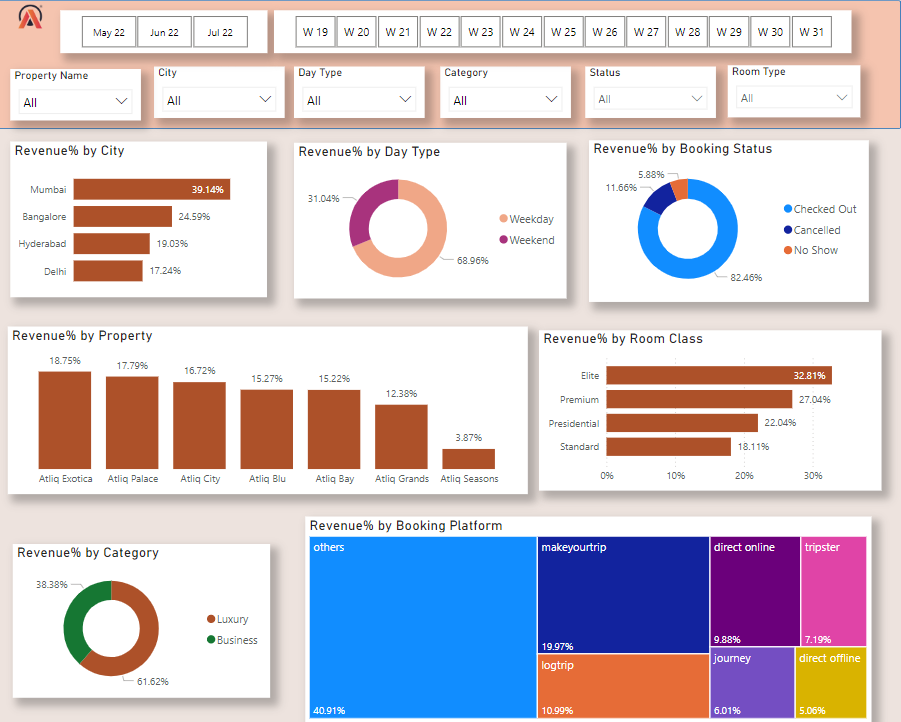 May 22 Jun 22 Jul 22 W 19 W 20 W 21 W 22 W 23 W 24 W 25 W 26 W 27 W 28 W 29 W 30 W 31
Property Name City Day Type Category Status Room Type
All All All All All All
Revenue% by City
Mumbai 39.14%
Bangalore 24.59%
Hyderabad 19.03%
Delhi 17.24%
Revenue% by Day Type
31.04%
68.96%
Weekday
Weekend
Revenue% by Booking Status
5.88%
11.66%
82.46%
Checked Out
Cancelled
No Show
Revenue% by Property
18.75% 17.79% 16.72% 15.27% 15.22% 12.38% 3.87%
Atliq Exotica Atliq Palace Atliq City Atliq Blu Atliq Bay Atliq Grands Atliq Seasons
Revenue% by Room Class
Elite 32.81%
Premium 27.04%
Presidential 22.04%
Standard 18.11%
0% 10% 20% 30%
Revenue% by Category
38.38%
61.62%
Luxury
Business
Revenue% by Booking Platform
others
40.91%
makeyourtrip
19.97%
logtrip
10.99%
direct online
9.88%
tripster
7.19%
journey
6.01%
direct offline
5.06%